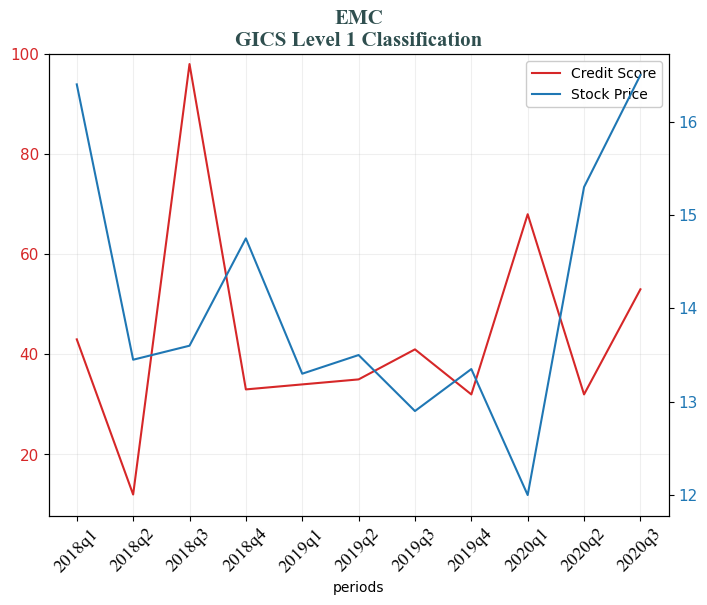 EMC
GICS Level 1 Classification
Credit Score
Stock Price
100
80
60
40
20
16
15
14
13
12
2018q1
2018q2
2018q3
2018q4
2019q1
2019q2
2019q3
2019q4
2020q1
2020q2
2020q3
periods